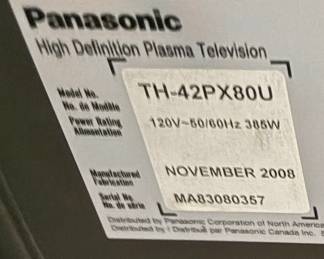 Panasonic
High Definition Plasma Television
Model No. TH-42PX80U
No. de Modèle
Power Rating 120V~50/60Hz 385W
Alimentation
Manufactured NOVEMBER 2008
Fabrication
Serial No. MA83080357
No. de série
Distributed by Panasonic Corporation of North America
Distributed by / Distribué par Panasonic Canada Inc.